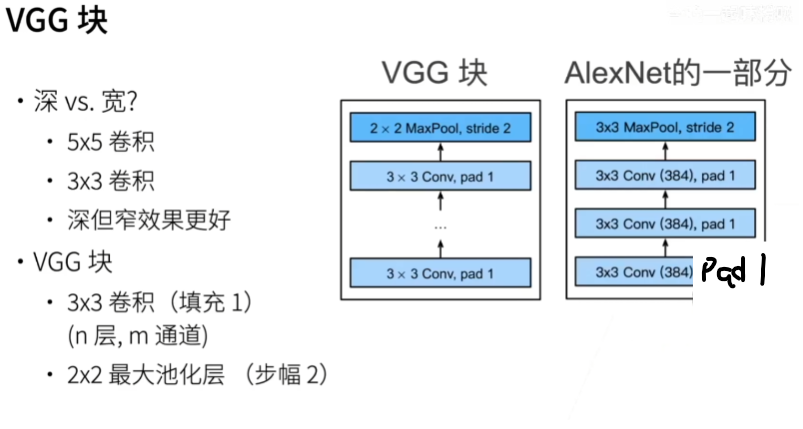 VGG 块
• 深 vs. 宽?
• 5x5 卷积
• 3x3 卷积
• 深但窄效果更好
• VGG 块
• 3x3 卷积（填充 1）
(n 层, m 通道)
• 2x2 最大池化层 （步幅 2）
VGG 块
2 × 2 MaxPool, stride 2
3 × 3 Conv, pad 1
...
3 × 3 Conv, pad 1
AlexNet的一部分
3x3 MaxPool, stride 2
3x3 Conv (384), pad 1
3x3 Conv (384), pad 1
3x3 Conv (384) Pad 1